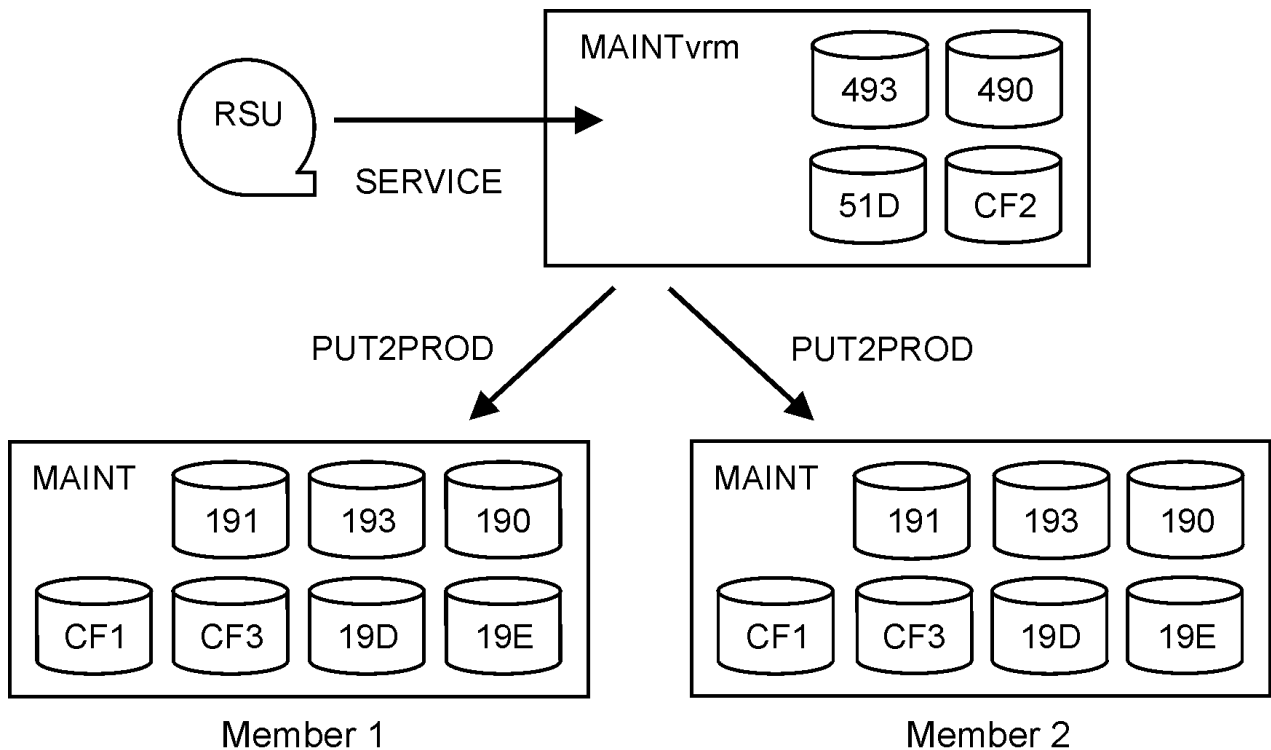 MAINTvrm
493 490
RSU
SERVICE
51D CF2
PUT2PROD PUT2PROD
MAINT
191 193 190
CF1 CF3 19D 19E
Member 1
MAINT
191 193 190
CF1 CF3 19D 19E
Member 2